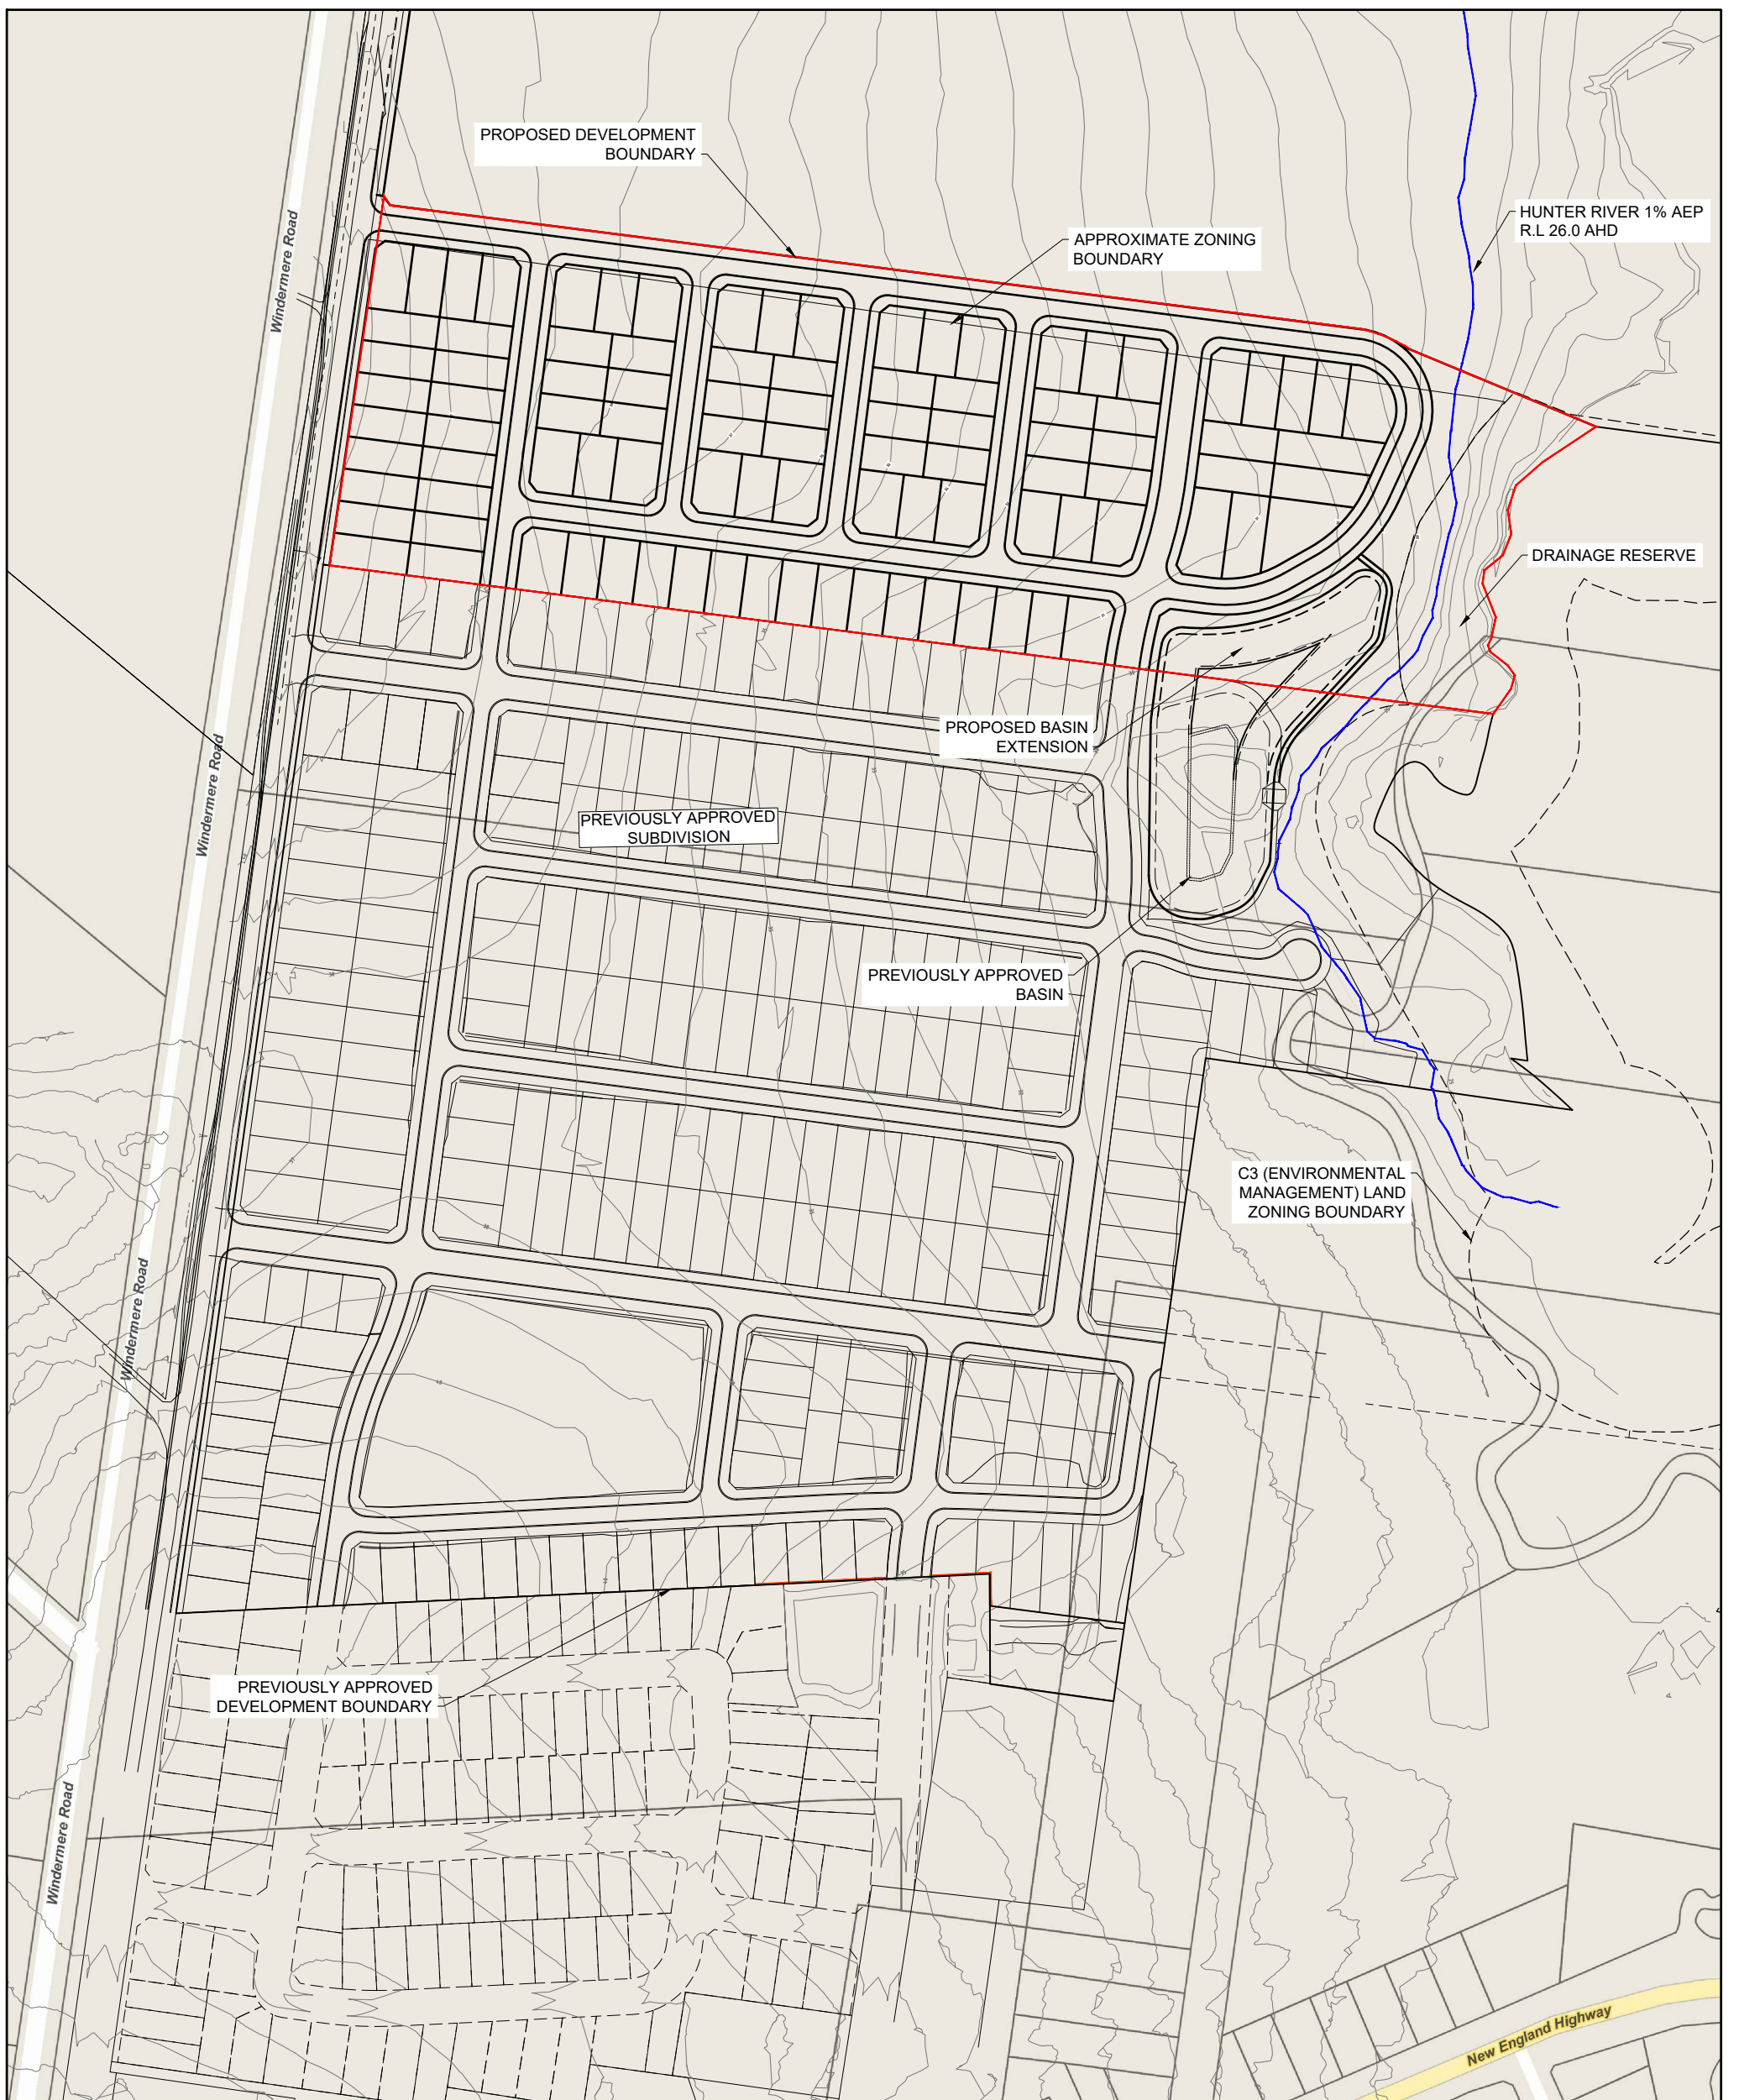 PROPOSED DEVELOPMENT
BOUNDARY
HUNTER RIVER 1% AEP
R.L 26.0 AHD
APPROXIMATE ZONING
BOUNDARY
Windermere Road
DRAINAGE RESERVE
PROPOSED BASIN
EXTENSION
Windermere Road
PREVIOUSLY APPROVED
SUBDIVISION
PREVIOUSLY APPROVED
BASIN
C3 (ENVIRONMENTAL
MANAGEMENT) LAND
ZONING BOUNDARY
Windermere Road
PREVIOUSLY APPROVED
DEVELOPMENT BOUNDARY
Windermere Road
New England Highway